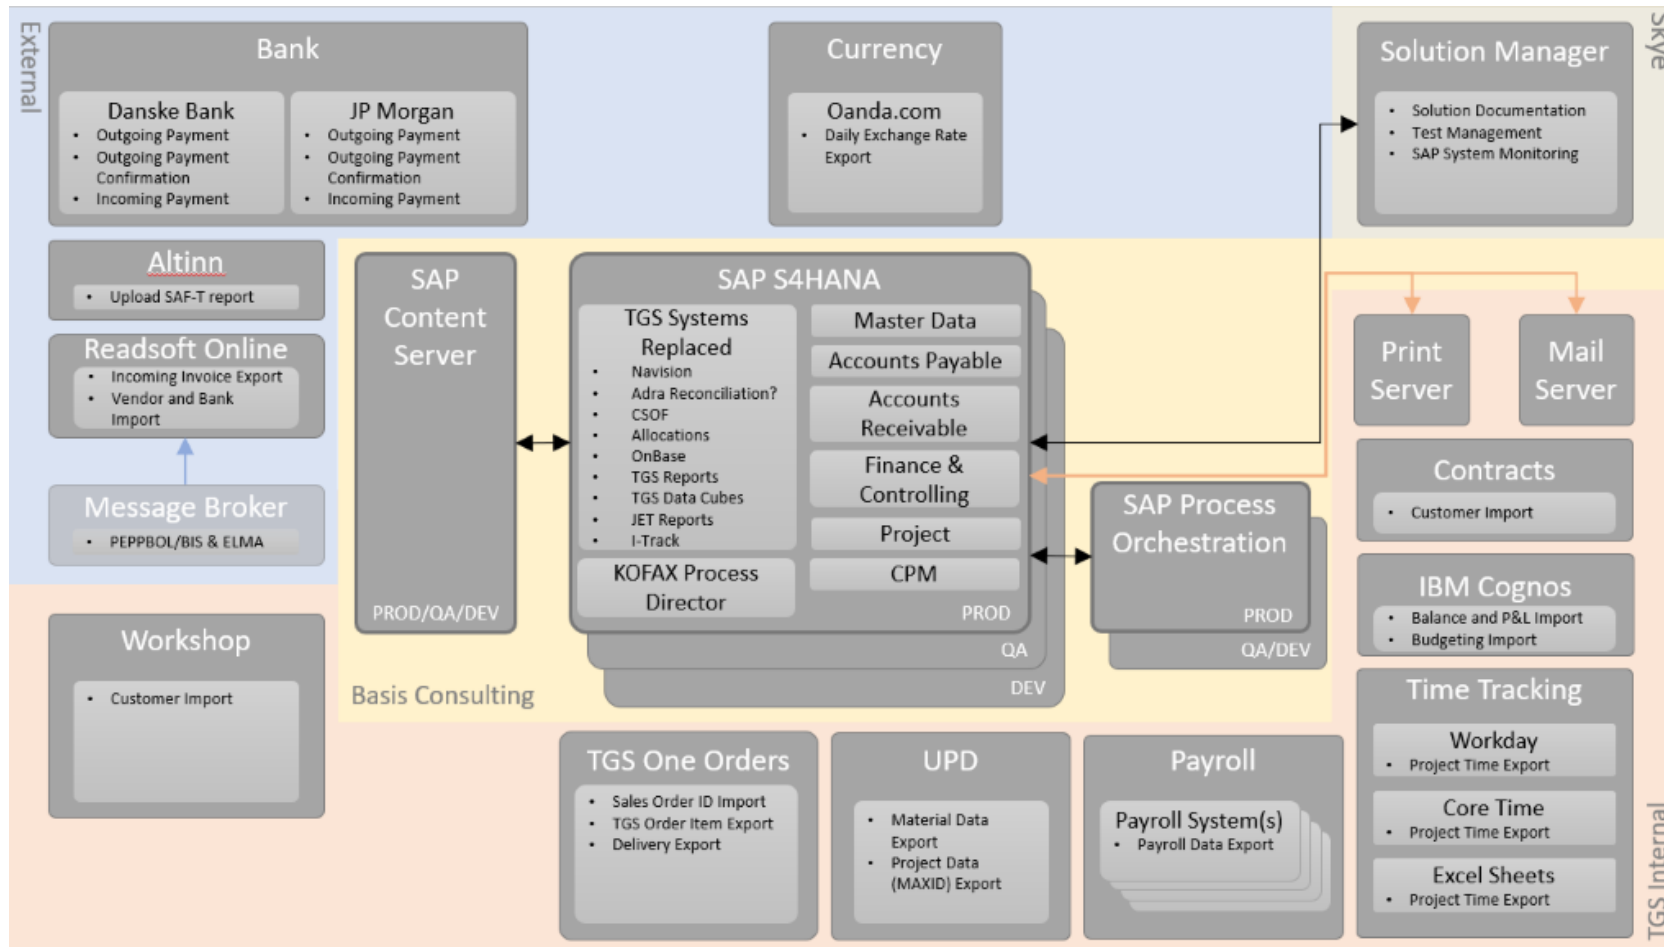 External
Bank
Danske Bank
• Outgoing Payment
• Outgoing Payment
Confirmation
• Incoming Payment
JP Morgan
• Outgoing Payment
• Outgoing Payment
Confirmation
• Incoming Payment
Currency
Oanda.com
• Daily Exchange Rate
Export
Skye
Solution Manager
• Solution Documentation
• Test Management
• SAP System Monitoring
Altinn
• Upload SAF-T report
Readsoft Online
• Incoming Invoice Export
• Vendor and Bank
Import
Message Broker
• PEPPBOL/BIS & ELMA
SAP
Content
Server
PROD/QA/DEV
SAP S4HANA
TGS Systems
Replaced
• Navision
• Adra Reconciliation?
• CSOF
• Allocations
• OnBase
• TGS Reports
• TGS Data Cubes
• JET Reports
• I-Track
KOFAX Process
Director
Master Data
Accounts Payable
Accounts
Receivable
Finance &
Controlling
Project
CPM
PROD
QA
DEV
SAP Process
Orchestration
PROD
QA/DEV
Basis Consulting
Print
Server
Mail
Server
Contracts
• Customer Import
IBM Cognos
• Balance and P&L Import
• Budgeting Import
Time Tracking
Workday
• Project Time Export
Core Time
• Project Time Export
Excel Sheets
• Project Time Export
TGS Internal
Workshop
• Customer Import
TGS One Orders
• Sales Order ID Import
• TGS Order Item Export
• Delivery Export
UPD
• Material Data
Export
• Project Data
(MAXID) Export
Payroll
Payroll System(s)
• Payroll Data Export